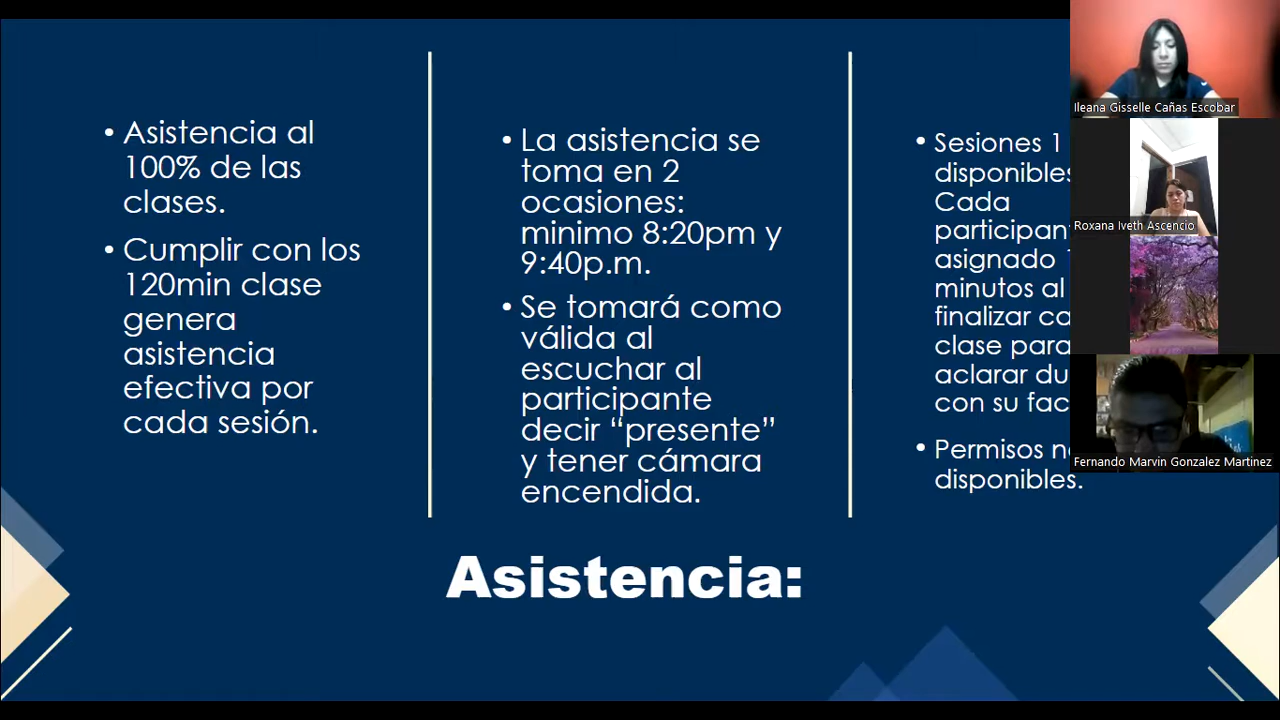 • Asistencia al
100% de las
clases.
• Cumplir con los
120min clase
genera
asistencia
efectiva por
cada sesión.
• La asistencia se
toma en 2
ocasiones:
minimo 8:20pm y
9:40p.m.
• Se tomará como
válida al
escuchar al
participante
decir “presente”
y tener cámara
encendida.
• Sesiones 1
disponibles
Cada
asignado
minutos al
finalizar
clase para
aclarar
con su
• Permisos
disponibles.
Asistencia:
Ileana Gisselle Cañas Escobar
Roxana Iveth Ascencio
Fernando Marvin Gonzalez Martinez